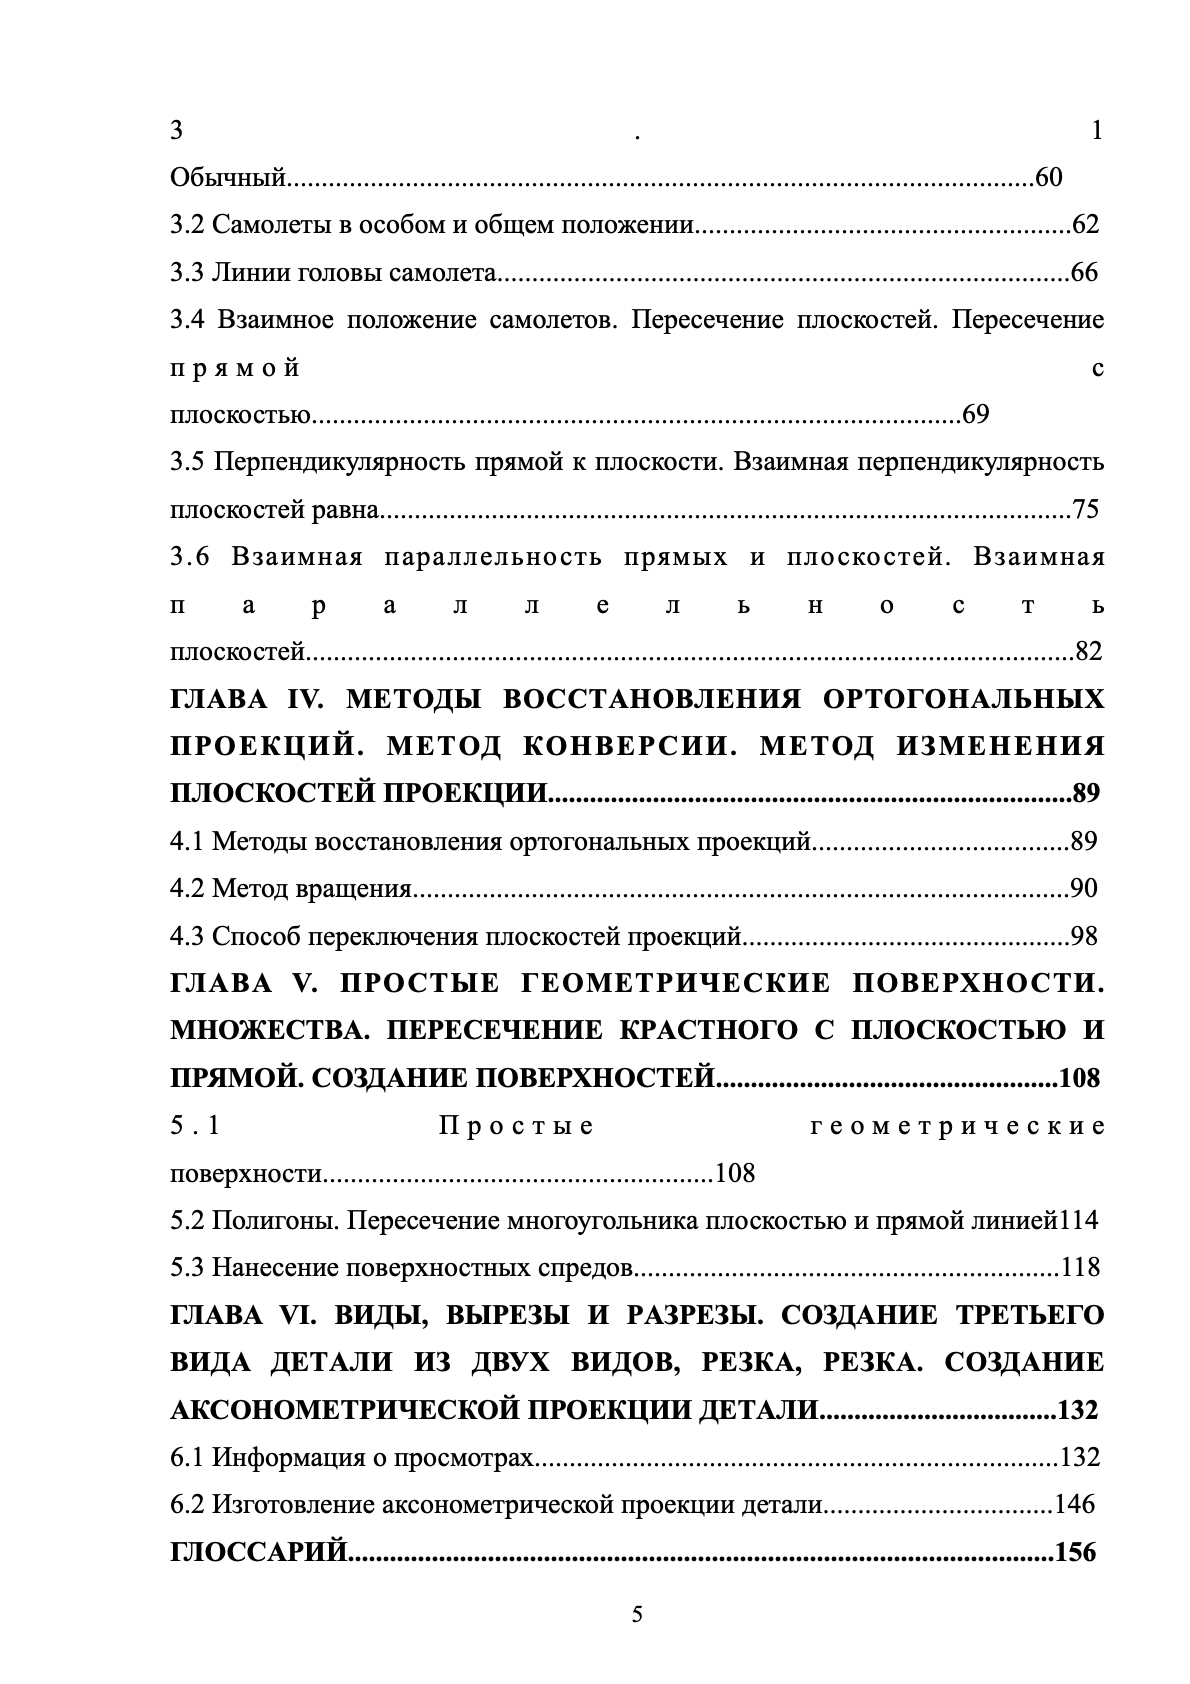 3 . 1
Обычный............................................................................................................60
3.2 Самолеты в особом и общем положении......................................................62
3.3 Линии головы самолета..................................................................................66
3.4 Взаимное положение самолетов. Пересечение плоскостей. Пересечение
прямой с
плоскостью.............................................................................................69
3.5 Перпендикулярность прямой к плоскости. Взаимная перпендикулярность
плоскостей равна...................................................................................................75
3.6 Взаимная параллельность прямых и плоскостей. Взаимная
параллельность
плоскостей..............................................................................................................82
ГЛАВА IV. МЕТОДЫ ВОССТАНОВЛЕНИЯ ОРТОГОНАЛЬНЫХ
ПРОЕКЦИЙ. МЕТОД КОНВЕРСИИ. МЕТОД ИЗМЕНЕНИЯ
ПЛОСКОСТЕЙ ПРОЕКЦИИ...........................................................................89
4.1 Методы восстановления ортогональных проекций.....................................89
4.2 Метод вращения..............................................................................................90
4.3 Способ переключения плоскостей проекций...............................................98
ГЛАВА V. ПРОСТЫЕ ГЕОМЕТРИЧЕСКИЕ ПОВЕРХНОСТИ.
МНОЖЕСТВА. ПЕРЕСЕЧЕНИЕ КРАСТНОГО С ПЛОСКОСТЬЮ И
ПРЯМОЙ. СОЗДАНИЕ ПОВЕРХНОСТЕЙ.................................................108
5.1 Простые геометрические
поверхности........................................................108
5.2 Полигоны. Пересечение многоугольника плоскостью и прямой линией114
5.3 Нанесение поверхностных спредов.............................................................118
ГЛАВА VI. ВИДЫ, ВЫРЕЗЫ И РАЗРЕЗЫ. СОЗДАНИЕ ТРЕТЬЕГО
ВИДА ДЕТАЛИ ИЗ ДВУХ ВИДОВ, РЕЗКА, РЕЗКА. СОЗДАНИЕ
АКСОНОМЕТРИЧЕСКОЙ ПРОЕКЦИИ ДЕТАЛИ..................................132
6.1 Информация о просмотрах...........................................................................132
6.2 Изготовление аксонометрической проекции детали.................................146
ГЛОССАРИЙ.....................................................................................................156
5